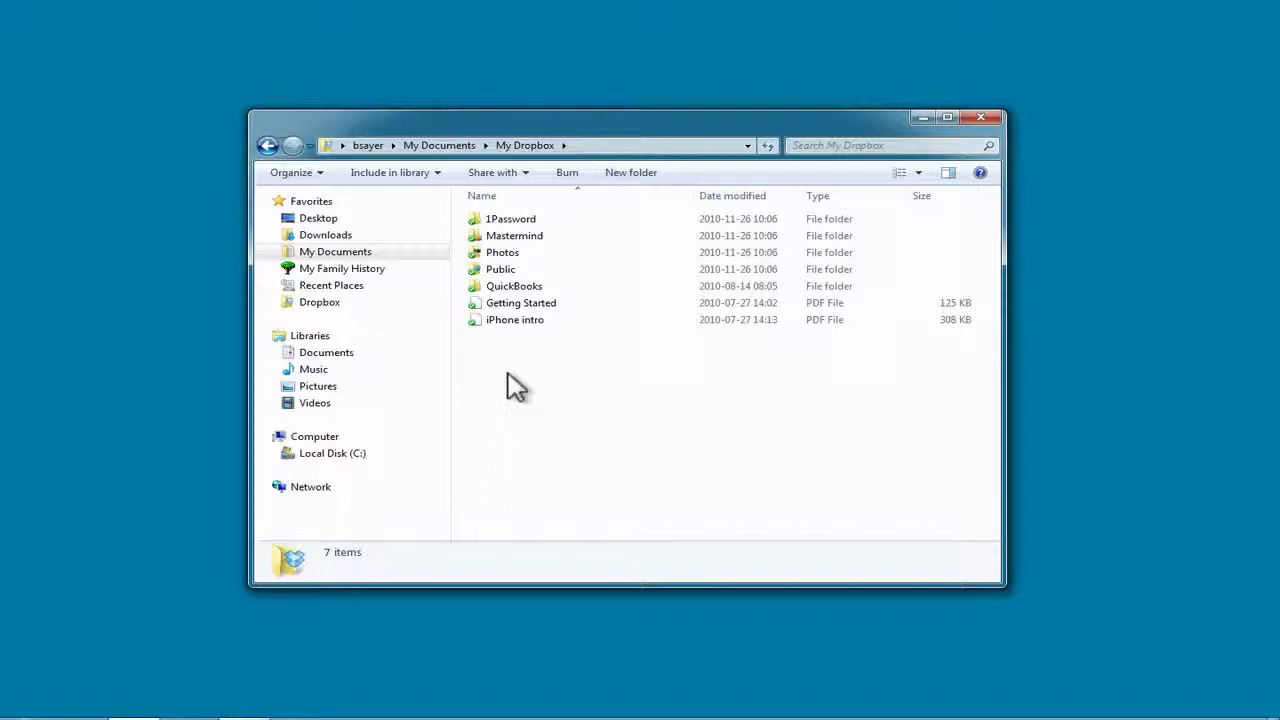 bsayer My Documents My Dropbox
Search My Dropbox
Organize Include in library Share with Burn New folder
Name Date modified Type Size
Favorites
Desktop
Downloads
My Documents
My Family History
Recent Places
Dropbox
Libraries
Documents
Music
Pictures
Videos
Computer
Local Disk (C:)
Network
1Password 2010-11-26 10:06 File folder
Mastermind 2010-11-26 10:06 File folder
Photos 2010-11-26 10:06 File folder
Public 2010-11-26 10:06 File folder
QuickBooks 2010-08-14 08:05 File folder
Getting Started 2010-07-27 14:02 PDF File 125 KB
iPhone intro 2010-07-27 14:13 PDF File 308 KB
7 items